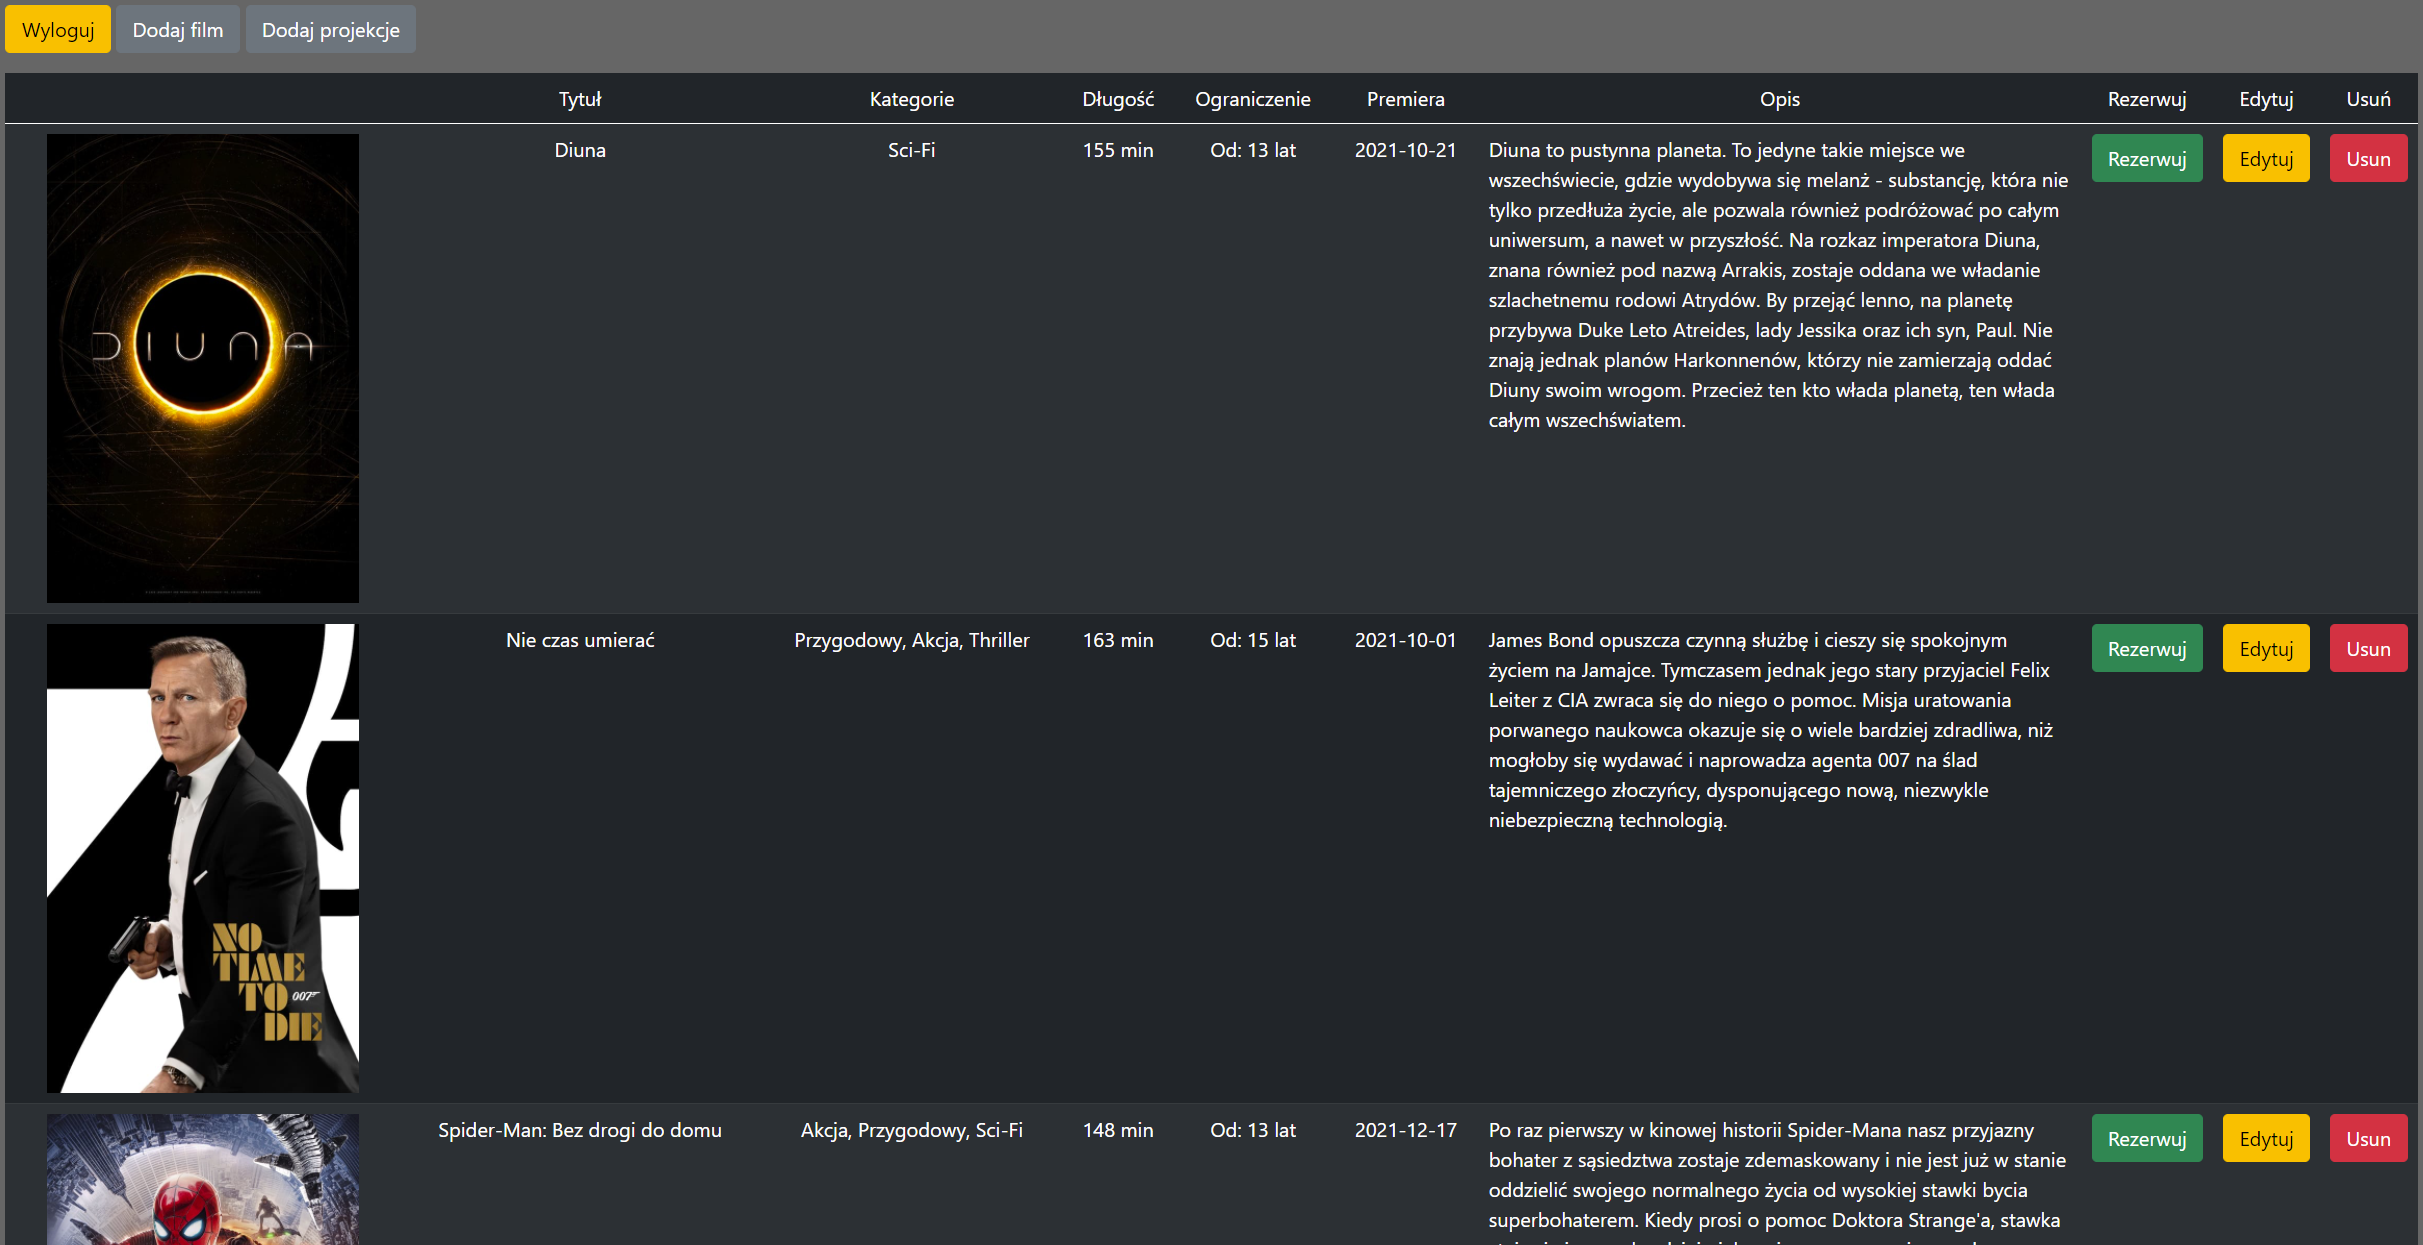 Wyloguj Dodaj film Dodaj projekcje
Tytuł Kategorie Długość Ograniczenie Premiera Opis Rezerwuj Edytuj Usuń
Diuna Sci-Fi 155 min Od: 13 lat 2021-10-21 Diuna to pustynna planeta. To jedyne takie miejsce we Rezerwuj Edytuj Usun
wszechświecie, gdzie wydobywa się melanż - substancję, która nie
tylko przedłuża życie, ale pozwala również podróżować po całym
uniwersum, a nawet w przyszłość. Na rozkaz imperatora Diuna,
znana również pod nazwą Arrakis, zostaje oddana we władanie
szlachetnemu rodowi Atrydów. By przejąć lenno, na planetę
przybywa Duke Leto Atreides, lady Jessika oraz ich syn, Paul. Nie
znają jednak planów Harkonnenów, którzy nie zamierzają oddać
Diuny swoim wrogom. Przecież ten kto włada planetą, ten włada
całym wszechświatem.
DIUNA
Nie czas umierać Przygodowy, Akcja, Thriller 163 min Od: 15 lat 2021-10-01 James Bond opuszcza czynną służbę i cieszy się spokojnym Rezerwuj Edytuj Usun
życiem na Jamajce. Tymczasem jednak jego stary przyjaciel Felix
Leiter z CIA zwraca się do niego o pomoc. Misja uratowania
porwanego naukowca okazuje się o wiele bardziej zdradliwa, niż
mogłoby się wydawać i naprowadza agenta 007 na ślad
tajemniczego złoczyńcy, dysponującego nową, niezwykle
niebezpieczną technologią.
NO
TIME
TO 007
DIE
Spider-Man: Bez drogi do domu Akcja, Przygodowy, Sci-Fi 148 min Od: 13 lat 2021-12-17 Po raz pierwszy w kinowej historii Spider-Mana nasz przyjazny Rezerwuj Edytuj Usun
bohater z sąsiedztwa zostaje zdemaskowany i nie jest już w stanie
oddzielić swojego normalnego życia od wysokiej stawki bycia
superbohaterem. Kiedy prosi o pomoc Doktora Strange'a, stawka